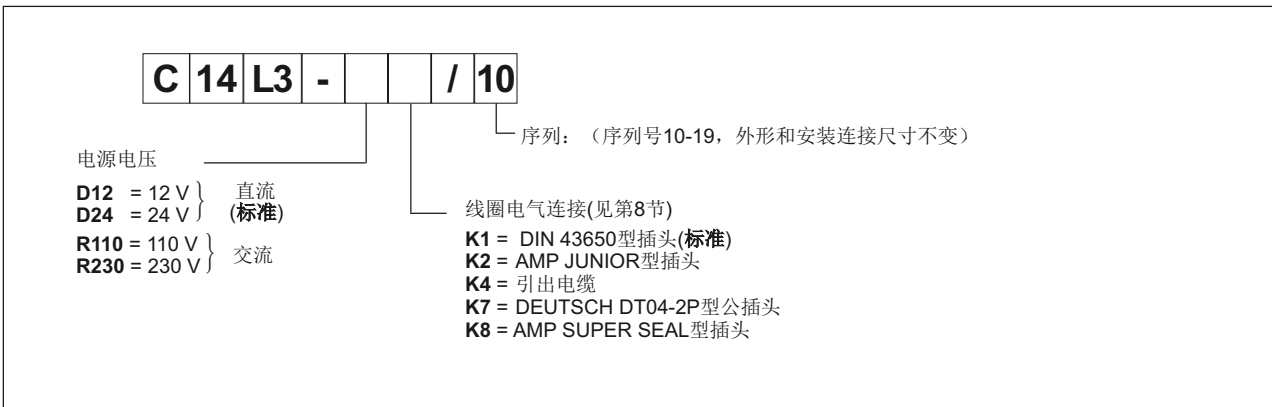 C 14 L3 - / 10
序列：（序列号10-19，外形和安装连接尺寸不变）
电源电压
D12 = 12 V 直流
D24 = 24 V (标准)
R110 = 110 V
R230 = 230 V 交流
线圈电气连接(见第8节)
K1 = DIN 43650型插头(标准)
K2 = AMP JUNIOR型插头
K4 = 引出电缆
K7 = DEUTSCH DT04-2P型公插头
K8 = AMP SUPER SEAL型插头